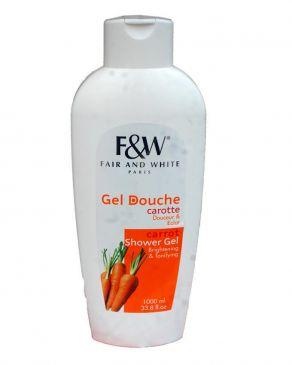 F&W®
FAIR AND WHITE
PARIS
Gel Douche
carotte
Douceur &
Eclat
carrot
Shower Gel
Brightening
& Tonifying
1000 ml
33.8 fl.oz